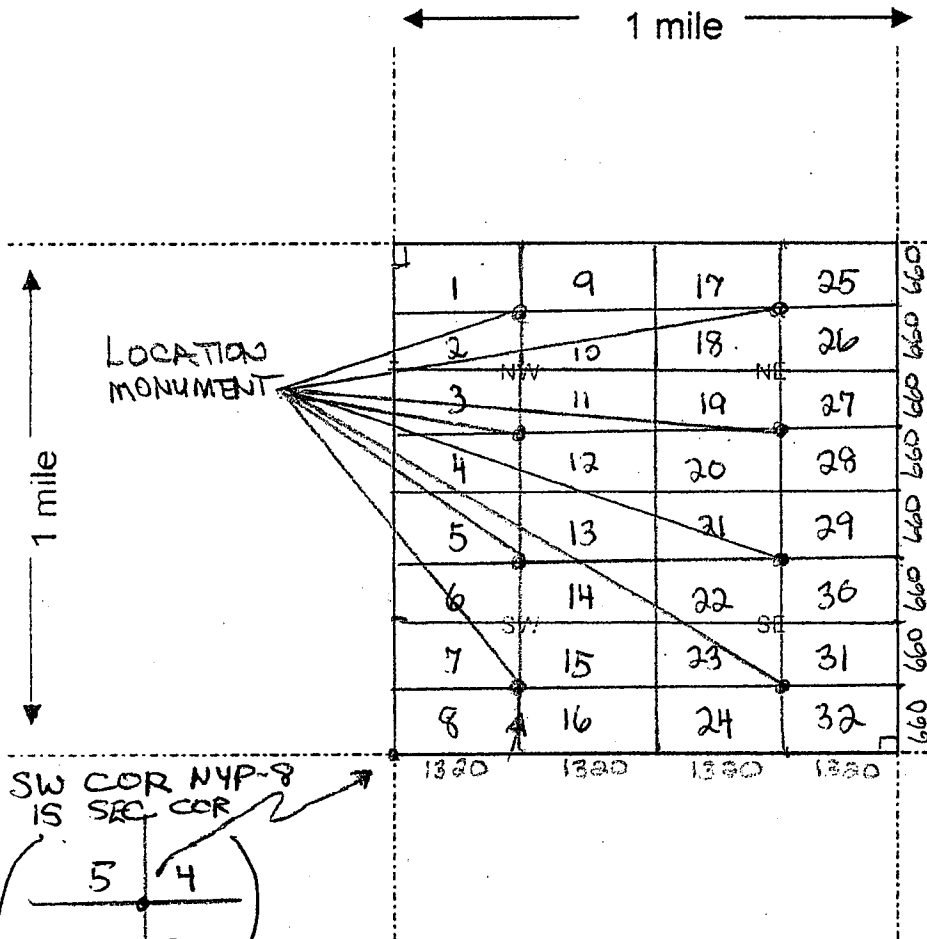 1 mile
1 mile
LOCATION
MONUMENT
1 9 17 25 660
2 10 18 26 660
NW NE
3 11 19 27 660
4 12 20 28 660
5 13 21 29 660
6 14 22 30 660
SW SE
7 15 23 31 660
8 16 24 32 660
1320 1320 1320 1320
SW COR NYP-8
IS SEC COR
5 4